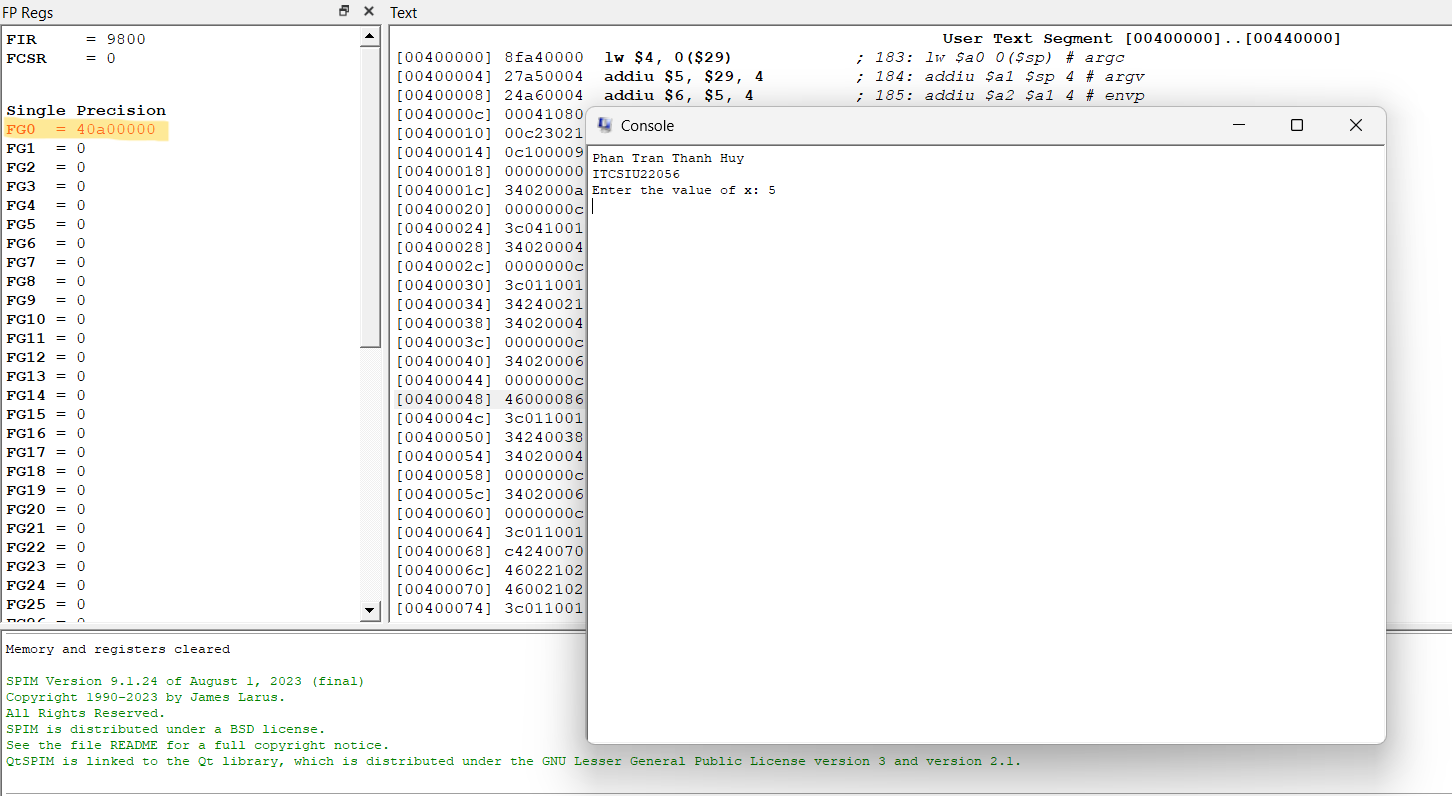 FP Regs
FIR = 9800
FCSR = 0
Single Precision
FG0 = 40a00000
FG1 = 0
FG2 = 0
FG3 = 0
FG4 = 0
FG5 = 0
FG6 = 0
FG7 = 0
FG8 = 0
FG9 = 0
FG10 = 0
FG11 = 0
FG12 = 0
FG13 = 0
FG14 = 0
FG15 = 0
FG16 = 0
FG17 = 0
FG18 = 0
FG19 = 0
FG20 = 0
FG21 = 0
FG22 = 0
FG23 = 0
FG24 = 0
FG25 = 0
Text
User Text Segment [00400000]..[00440000]
[00400000] 8fa40000 lw $4, 0($29) ; 183: lw $a0 0($sp) # argc
[00400004] 27a50004 addiu $5, $29, 4 ; 184: addiu $a1 $sp 4 # argv
[00400008] 24a60004 addiu $6, $5, 4 ; 185: addiu $a2 $a1 4 # envp
[0040000c] 00041080
[00400010] 00c23021
[00400014] 0c100009
[00400018] 00000000
[0040001c] 3402000a
[00400020] 0000000c
[00400024] 3c041001
[00400028] 34020004
[0040002c] 0000000c
[00400030] 3c011001
[00400034] 34240021
[00400038] 34020004
[0040003c] 0000000c
[00400040] 34020006
[00400044] 0000000c
[00400048] 46000086
[0040004c] 3c011001
[00400050] 34240038
[00400054] 34020004
[00400058] 0000000c
[0040005c] 34020006
[00400060] 0000000c
[00400064] 3c011001
[00400068] c4240070
[0040006c] 46022102
[00400070] 46002102
[00400074] 3c011001
Console
Phan Tran Thanh Huy
ITCSIU22056
Enter the value of x: 5
Memory and registers cleared
SPIM Version 9.1.24 of August 1, 2023 (final)
Copyright 1990-2023 by James Larus.
All Rights Reserved.
SPIM is distributed under a BSD license.
See the file README for a full copyright notice.
QtSPIM is linked to the Qt library, which is distributed under the GNU Lesser General Public License version 3 and version 2.1.